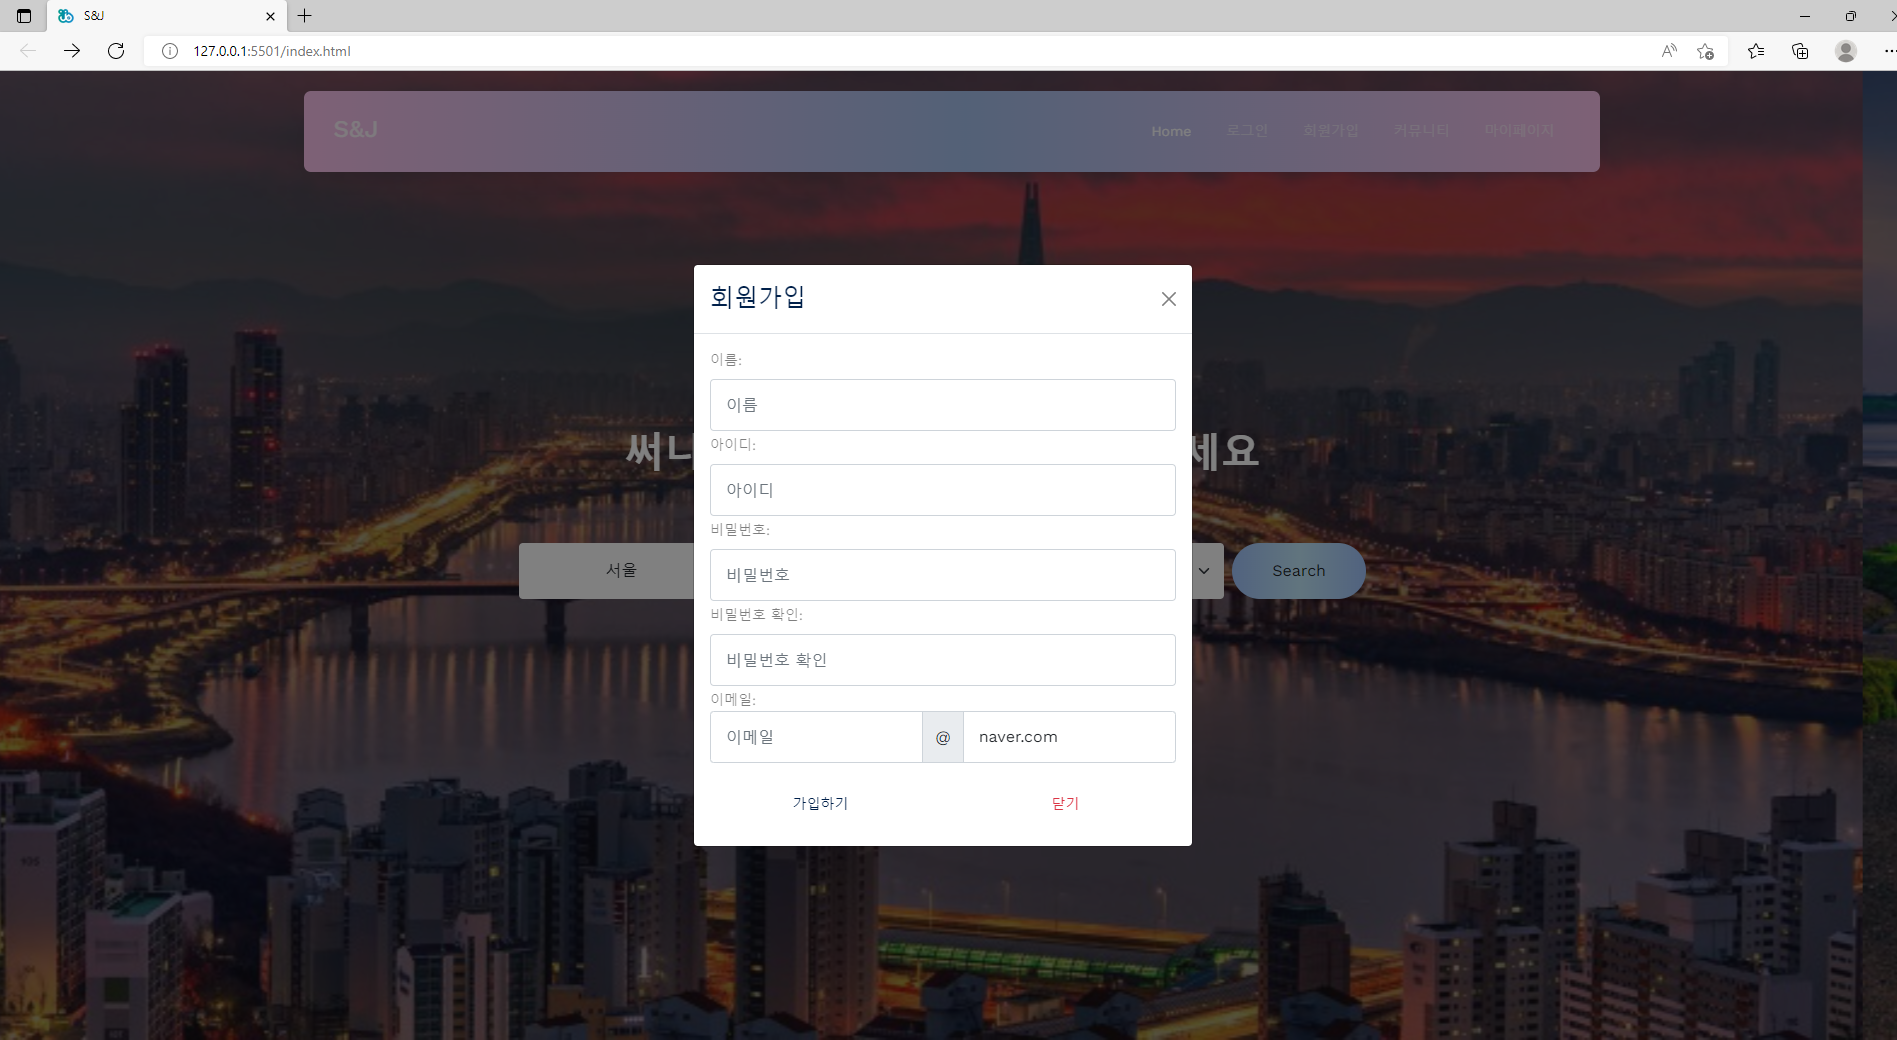 S&J
127.0.0.1:5501/index.html
S&J
Home 로그인 회원가입 커뮤니티 마이페이지
회원가입
이름:
이름
아이디:
아이디
써니 세요
비밀번호:
서울
비밀번호
Search
비밀번호 확인:
비밀번호 확인
이메일:
이메일 @ naver.com
가입하기 닫기